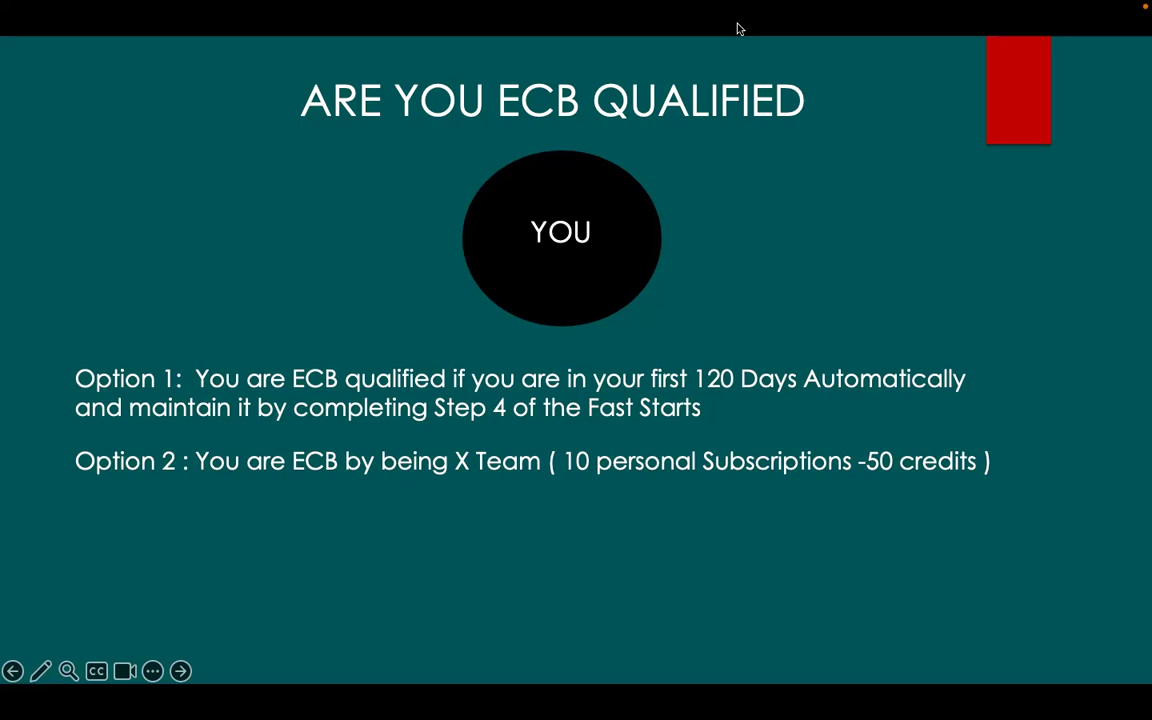 ARE YOU ECB QUALIFIED
YOU
Option 1:  You are ECB qualified if you are in your first 120 Days Automatically
and maintain it by completing Step 4 of the Fast Starts
Option 2 : You are ECB by being X Team ( 10 personal Subscriptions -50 credits )
CC